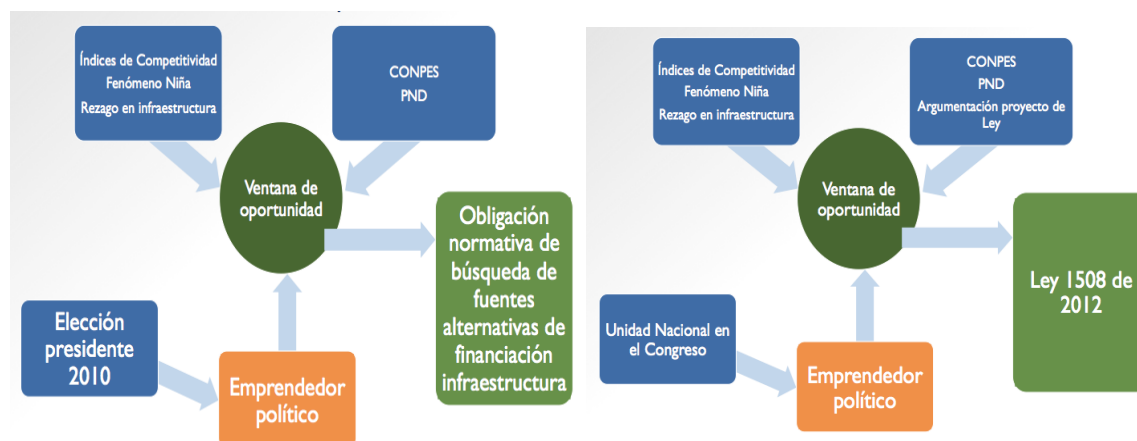 Índices de Competitividad
Fenómeno Niña
Rezago en infraestructura
CONPES
PND
Ventana de
oportunidad
Obligación
normativa de
búsqueda de
fuentes
alternativas de
financiación
infraestructura
Elección
presidente
2010
Emprendedor
político
Índices de Competitividad
Fenómeno Niña
Rezago en infraestructura
CONPES
PND
Argumentación proyecto de
Ley
Ventana de
oportunidad
Ley 1508 de
2012
Unidad Nacional en
el Congreso
Emprendedor
político